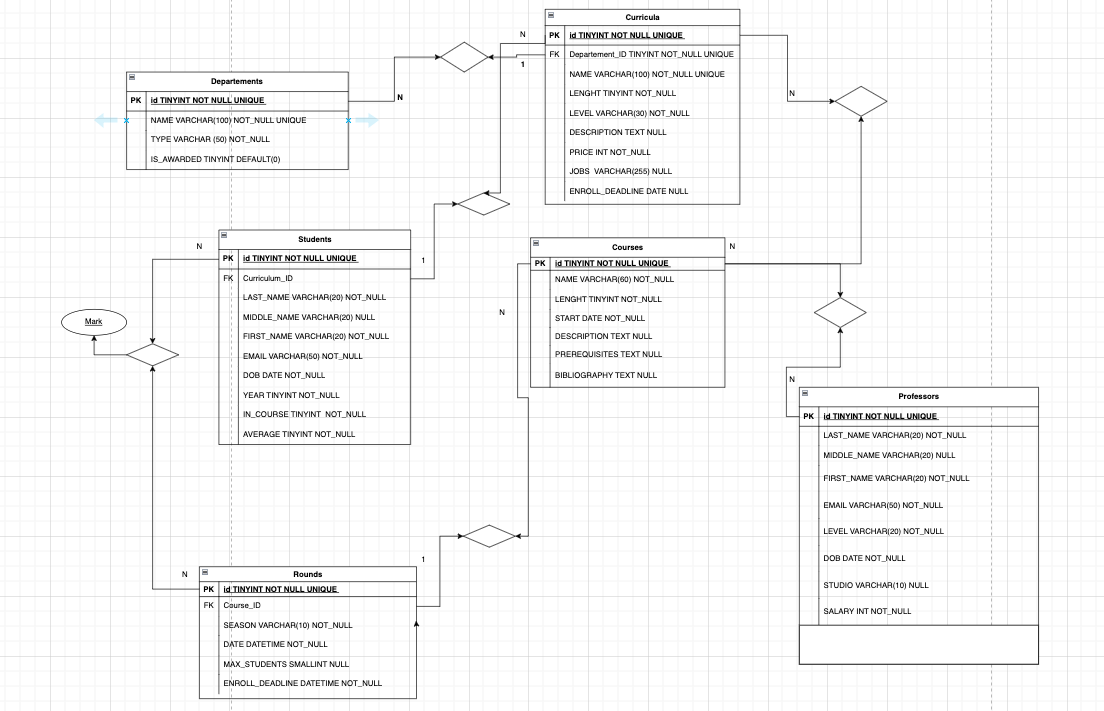 Departements
PK id TINYINT NOT NULL UNIQUE
NAME VARCHAR(100) NOT_NULL UNIQUE
TYPE VARCHAR (50) NOT_NULL
IS_AWARDED TINYINT DEFAULT(0)
N
N
1
Curricula
PK id TINYINT NOT NULL UNIQUE
FK Departement_ID TINYINT NOT_NULL UNIQUE
NAME VARCHAR(100) NOT_NULL UNIQUE
LENGHT TINYINT NOT_NULL
LEVEL VARCHAR(30) NOT_NULL
DESCRIPTION TEXT NULL
PRICE INT NOT_NULL
JOBS VARCHAR(255) NULL
ENROLL_DEADLINE DATE NULL
N
Students
PK id TINYINT NOT NULL UNIQUE
FK Curriculum_ID
LAST_NAME VARCHAR(20) NOT_NULL
MIDDLE_NAME VARCHAR(20) NULL
FIRST_NAME VARCHAR(20) NOT_NULL
EMAIL VARCHAR(50) NOT_NULL
DOB DATE NOT_NULL
YEAR TINYINT NOT_NULL
IN_COURSE TINYINT NOT_NULL
AVERAGE TINYINT NOT_NULL
N
1
Mark
Courses
PK id TINYINT NOT NULL UNIQUE
NAME VARCHAR(60) NOT_NULL
LENGHT TINYINT NOT_NULL
START DATE NOT_NULL
DESCRIPTION TEXT NULL
PREREQUISITES TEXT NULL
BIBLIOGRAPHY TEXT NULL
N
N
N
Professors
PK id TINYINT NOT NULL UNIQUE
LAST_NAME VARCHAR(20) NOT_NULL
MIDDLE_NAME VARCHAR(20) NULL
FIRST_NAME VARCHAR(20) NOT_NULL
EMAIL VARCHAR(50) NOT_NULL
LEVEL VARCHAR(20) NOT_NULL
DOB DATE NOT_NULL
STUDIO VARCHAR(10) NULL
SALARY INT NOT_NULL
1
N
Rounds
PK id TINYINT NOT NULL UNIQUE
FK Course_ID
SEASON VARCHAR(10) NOT_NULL
DATE DATETIME NOT_NULL
MAX_STUDENTS SMALLINT NULL
ENROLL_DEADLINE DATETIME NOT_NULL